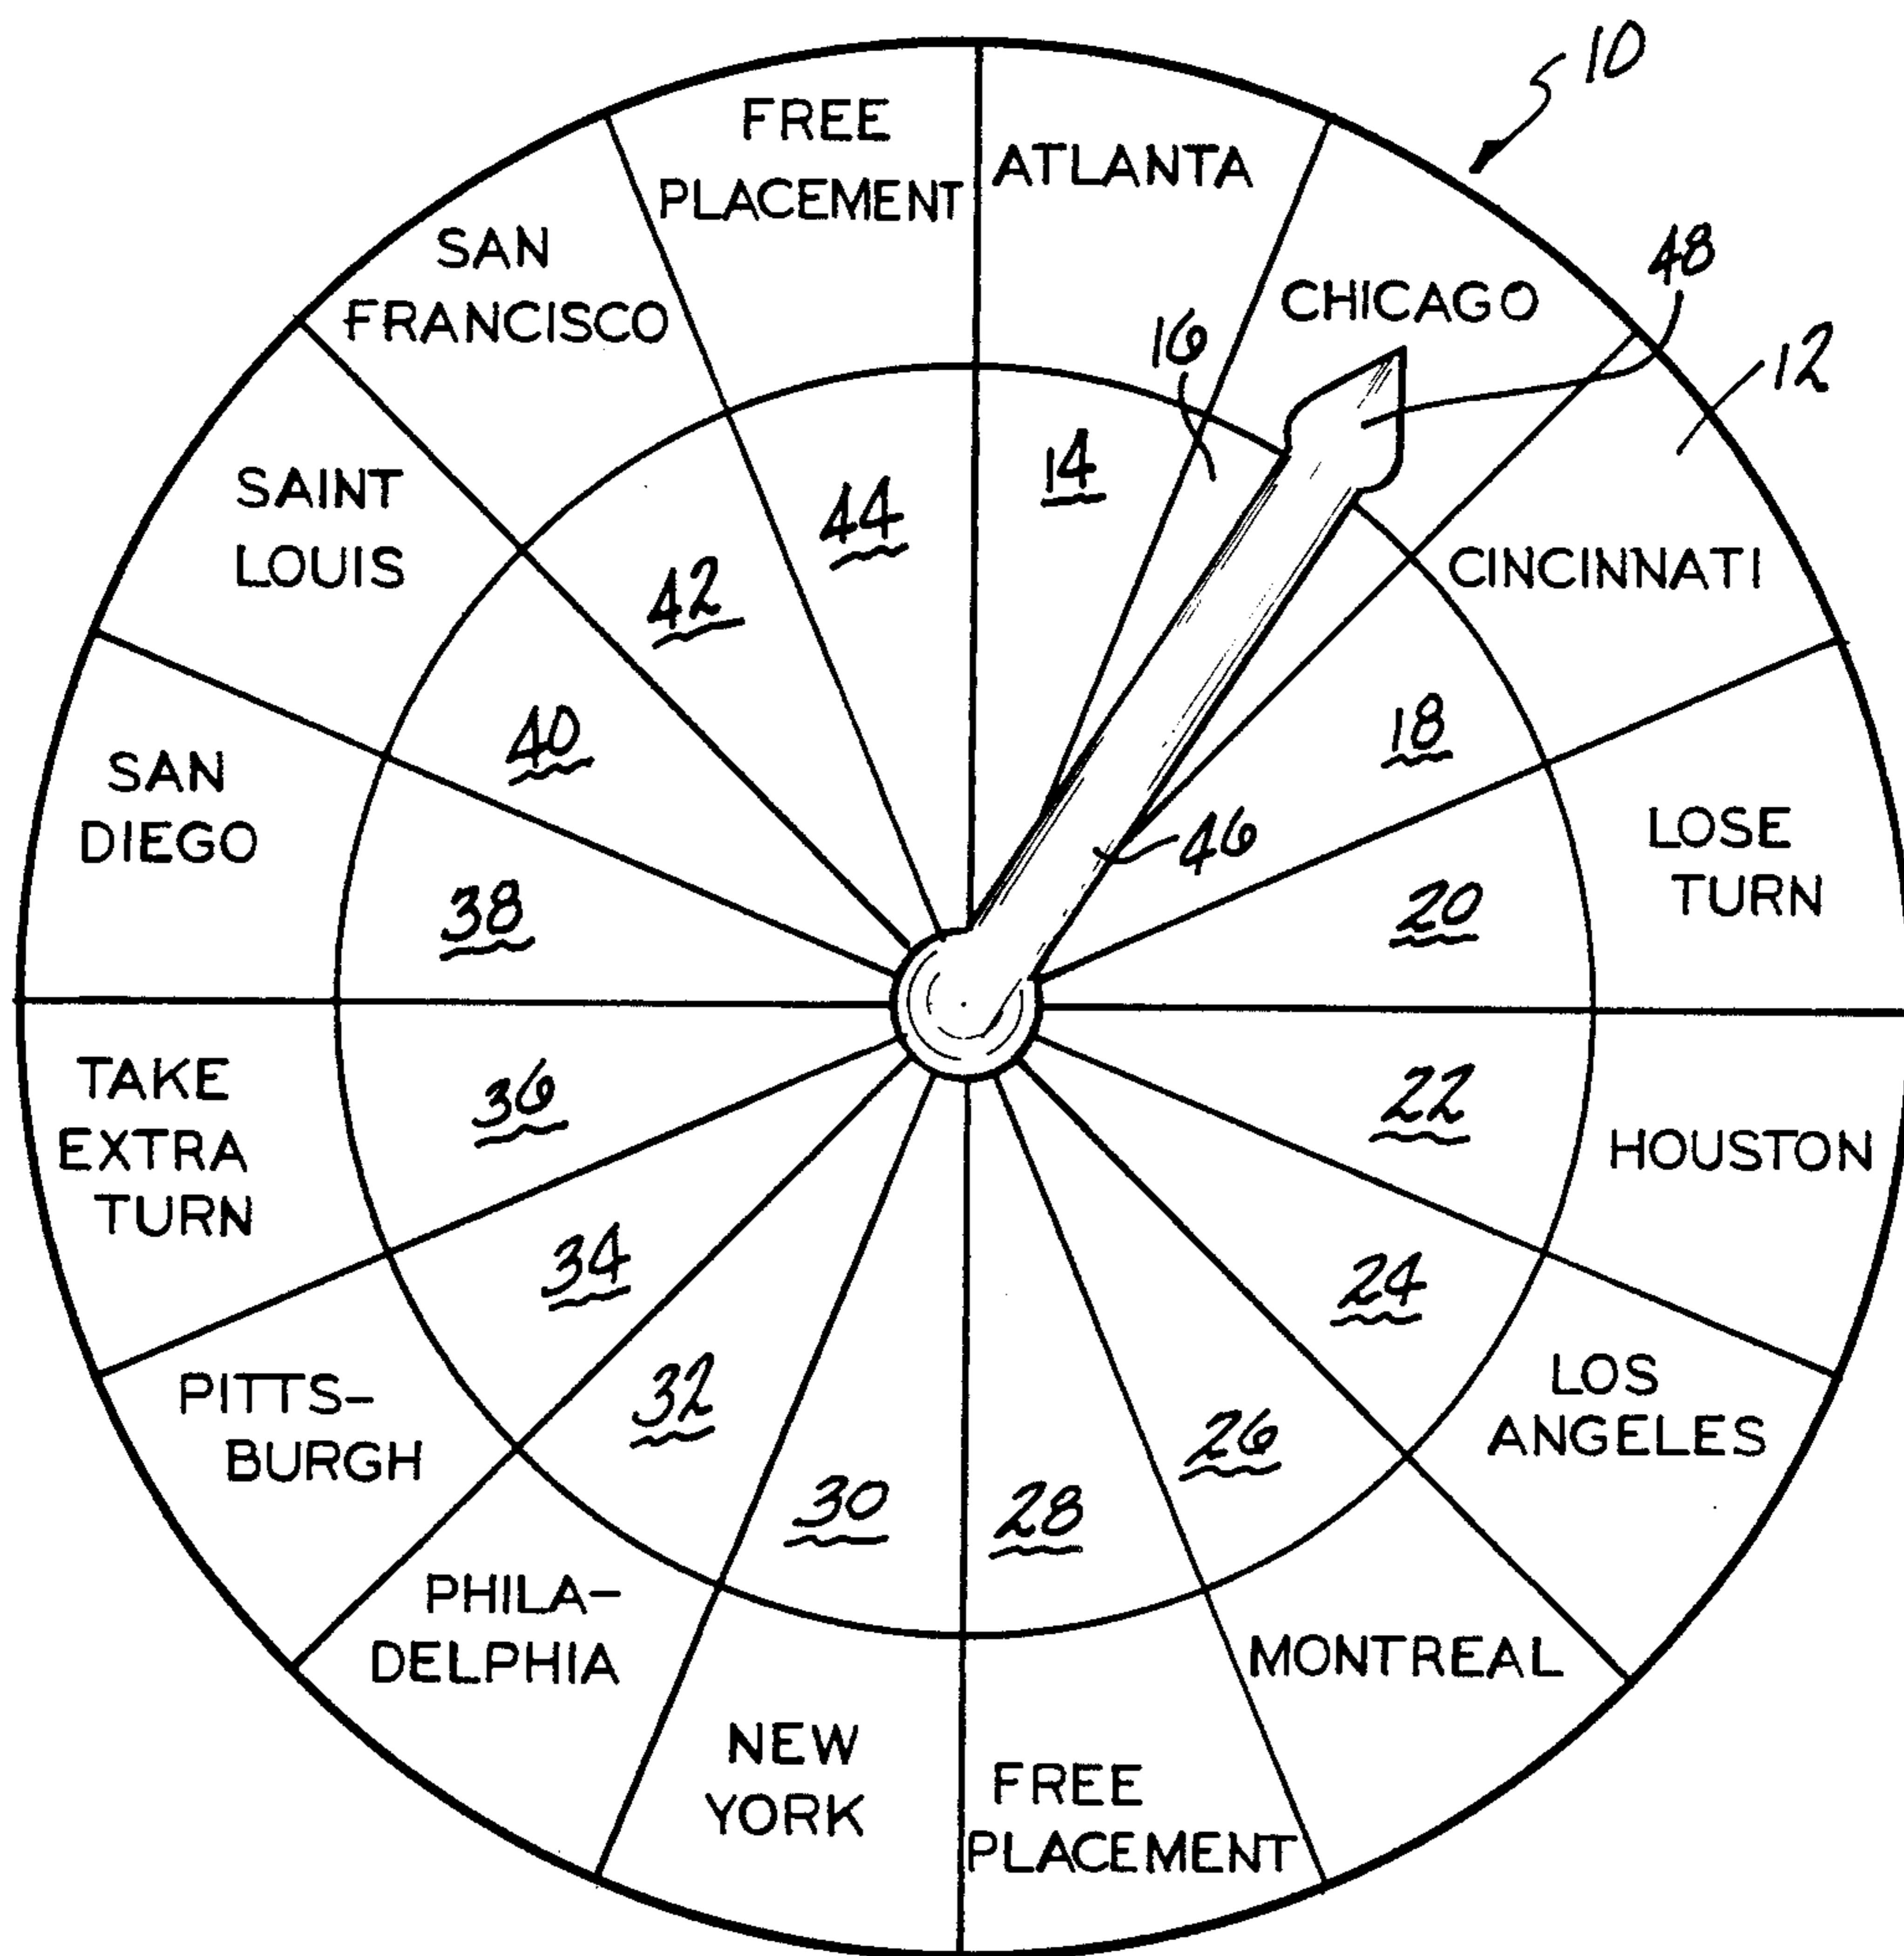 10
FREE
PLACEMENT
ATLANTA
SAN
FRANCISCO
CHICAGO
48
16
12
SAINT
LOUIS
14
44
42
CINCINNATI
40
18
SAN
DIEGO
46
LOSE
TURN
38
20
TAKE
EXTRA
TURN
36
22
HOUSTON
34
24
PITTS-
BURGH
32
26
LOS
ANGELES
30
28
PHILA-
DELPHIA
MONTREAL
NEW
YORK
FREE
PLACEMENT